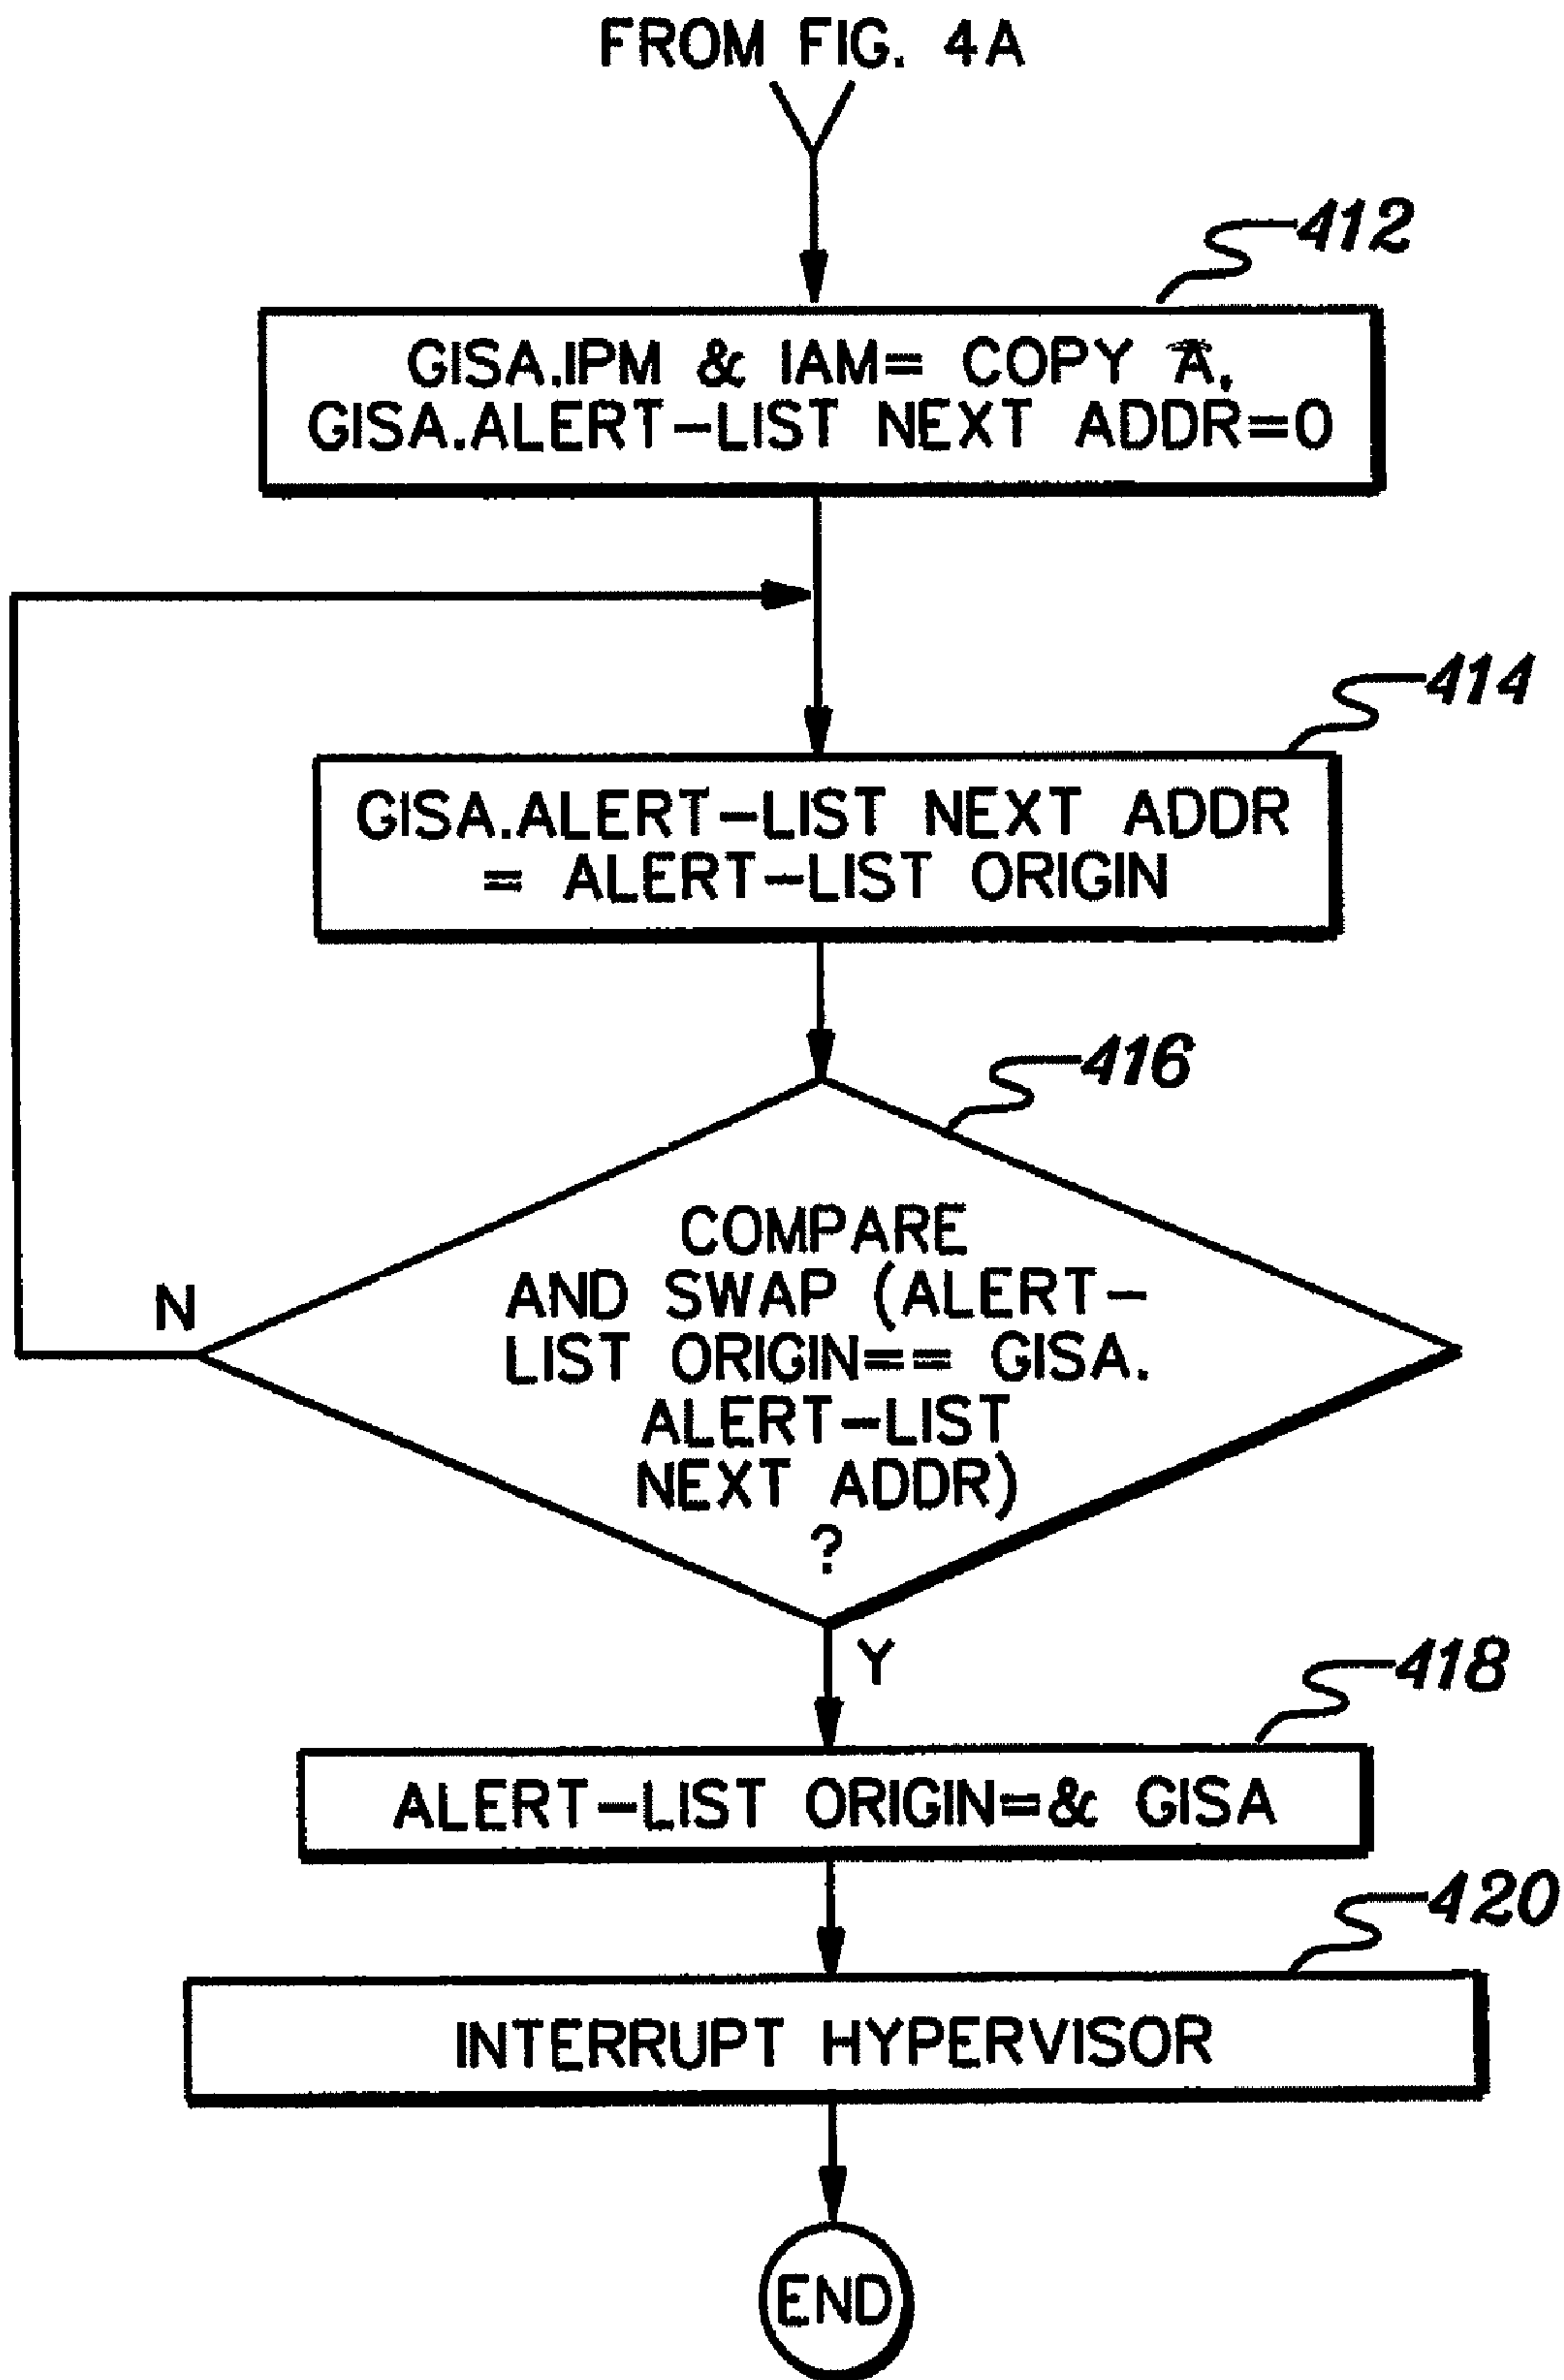 FROM FIG. 4A
412
GISA.IPM & IAM= COPY A,
GISA.ALERT-LIST NEXT ADDR=0
414
GISA.ALERT-LIST NEXT ADDR
= ALERT-LIST ORIGIN
416
COMPARE
AND SWAP (ALERT-
LIST ORIGIN== GISA.
ALERT-LIST
NEXT ADDR)
?
N
Y
418
ALERT-LIST ORIGIN=& GISA
420
INTERRUPT HYPERVISOR
END